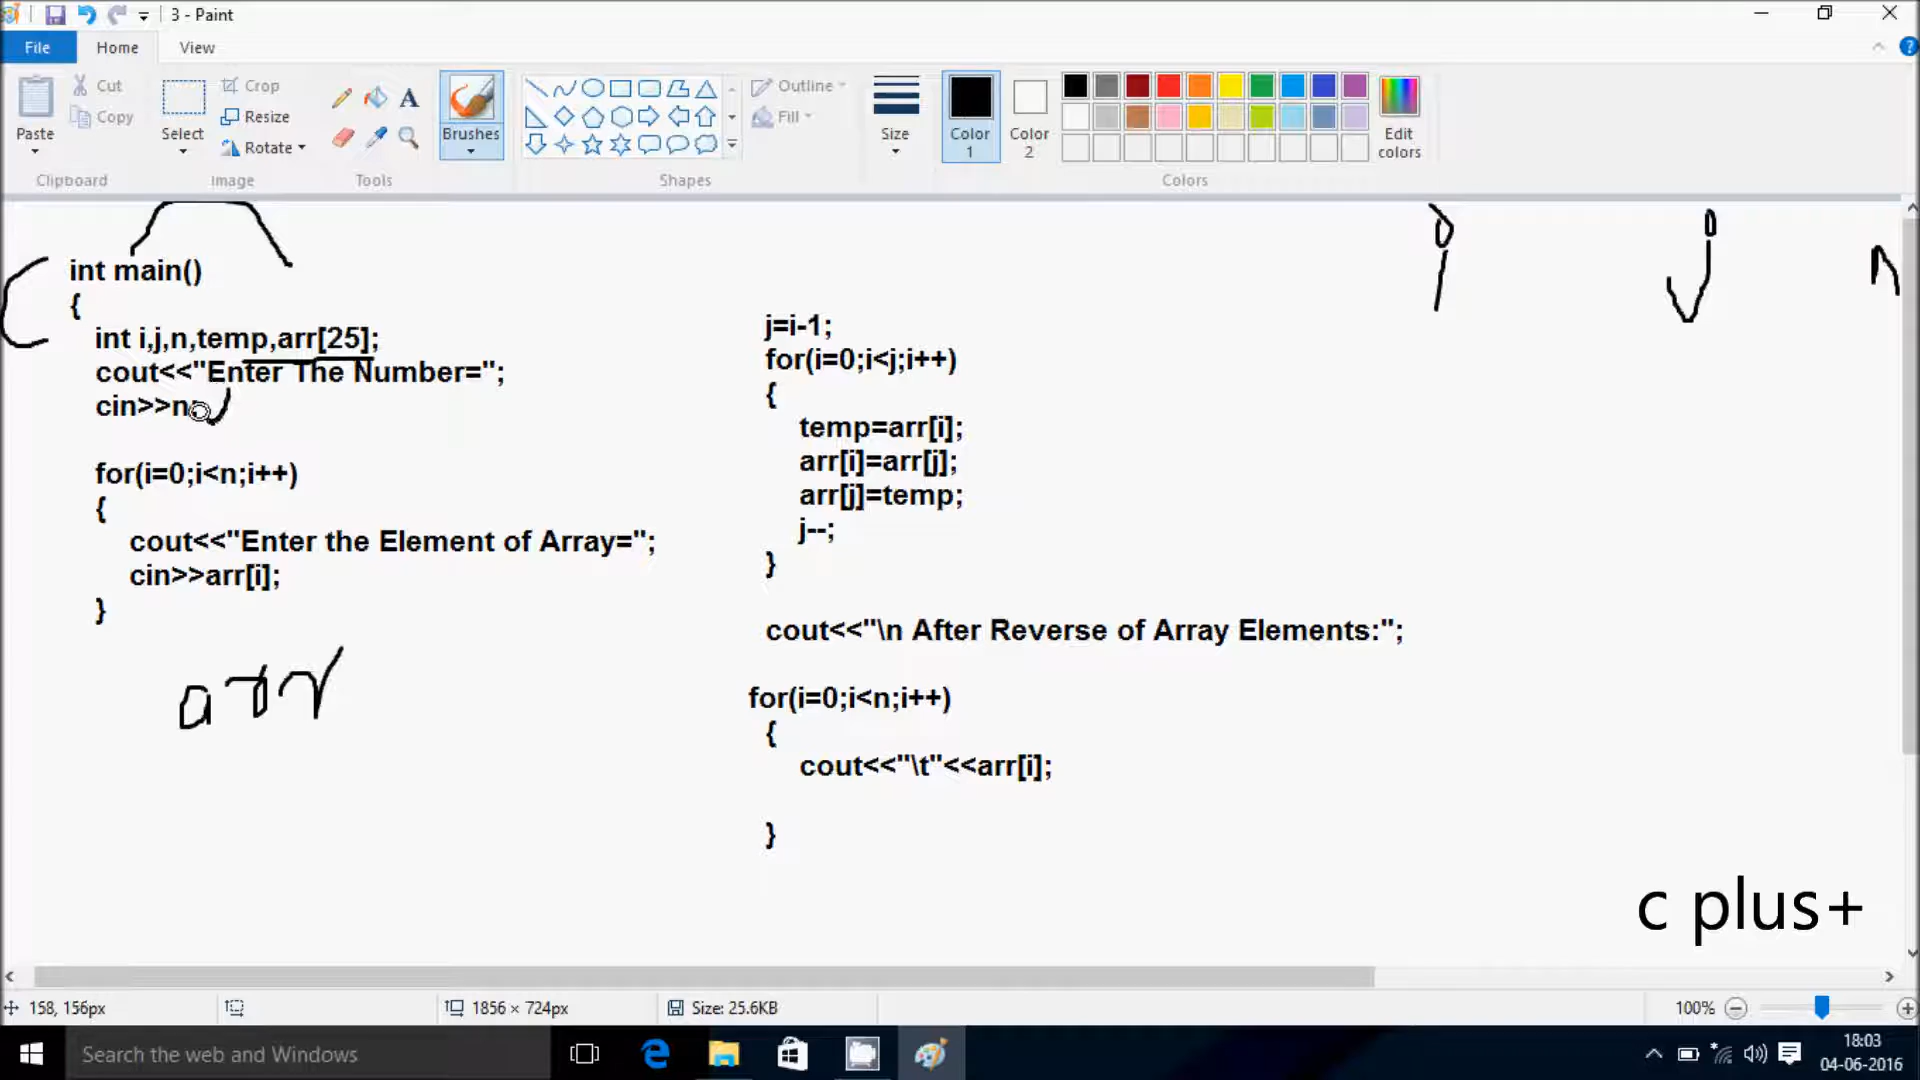 3 - Paint
File
Home
View
Paste
Cut
Copy
Clipboard
Select
Crop
Resize
Rotate
Image
Tools
Brushes
Shapes
Outline
Fill
Size
Color 1
Color 2
Colors
Edit colors
int main()
{
int i,j,n,temp,arr[25];
cout<<"Enter The Number=";
cin>>n;
for(i=0;i<n;i++)
{
cout<<"Enter the Element of Array=";
cin>>arr[i];
}
arr
j=i-1;
for(i=0;i<j;i++)
{
temp=arr[i];
arr[i]=arr[j];
arr[j]=temp;
j--;
}
cout<<"\n After Reverse of Array Elements:";
for(i=0;i<n;i++)
{
cout<<"\t"<<arr[i];
}
i
j
n
c plus+
158, 156px
1856 × 724px
Size: 25.6KB
100%
Search the web and Windows
18:03
04-06-2016